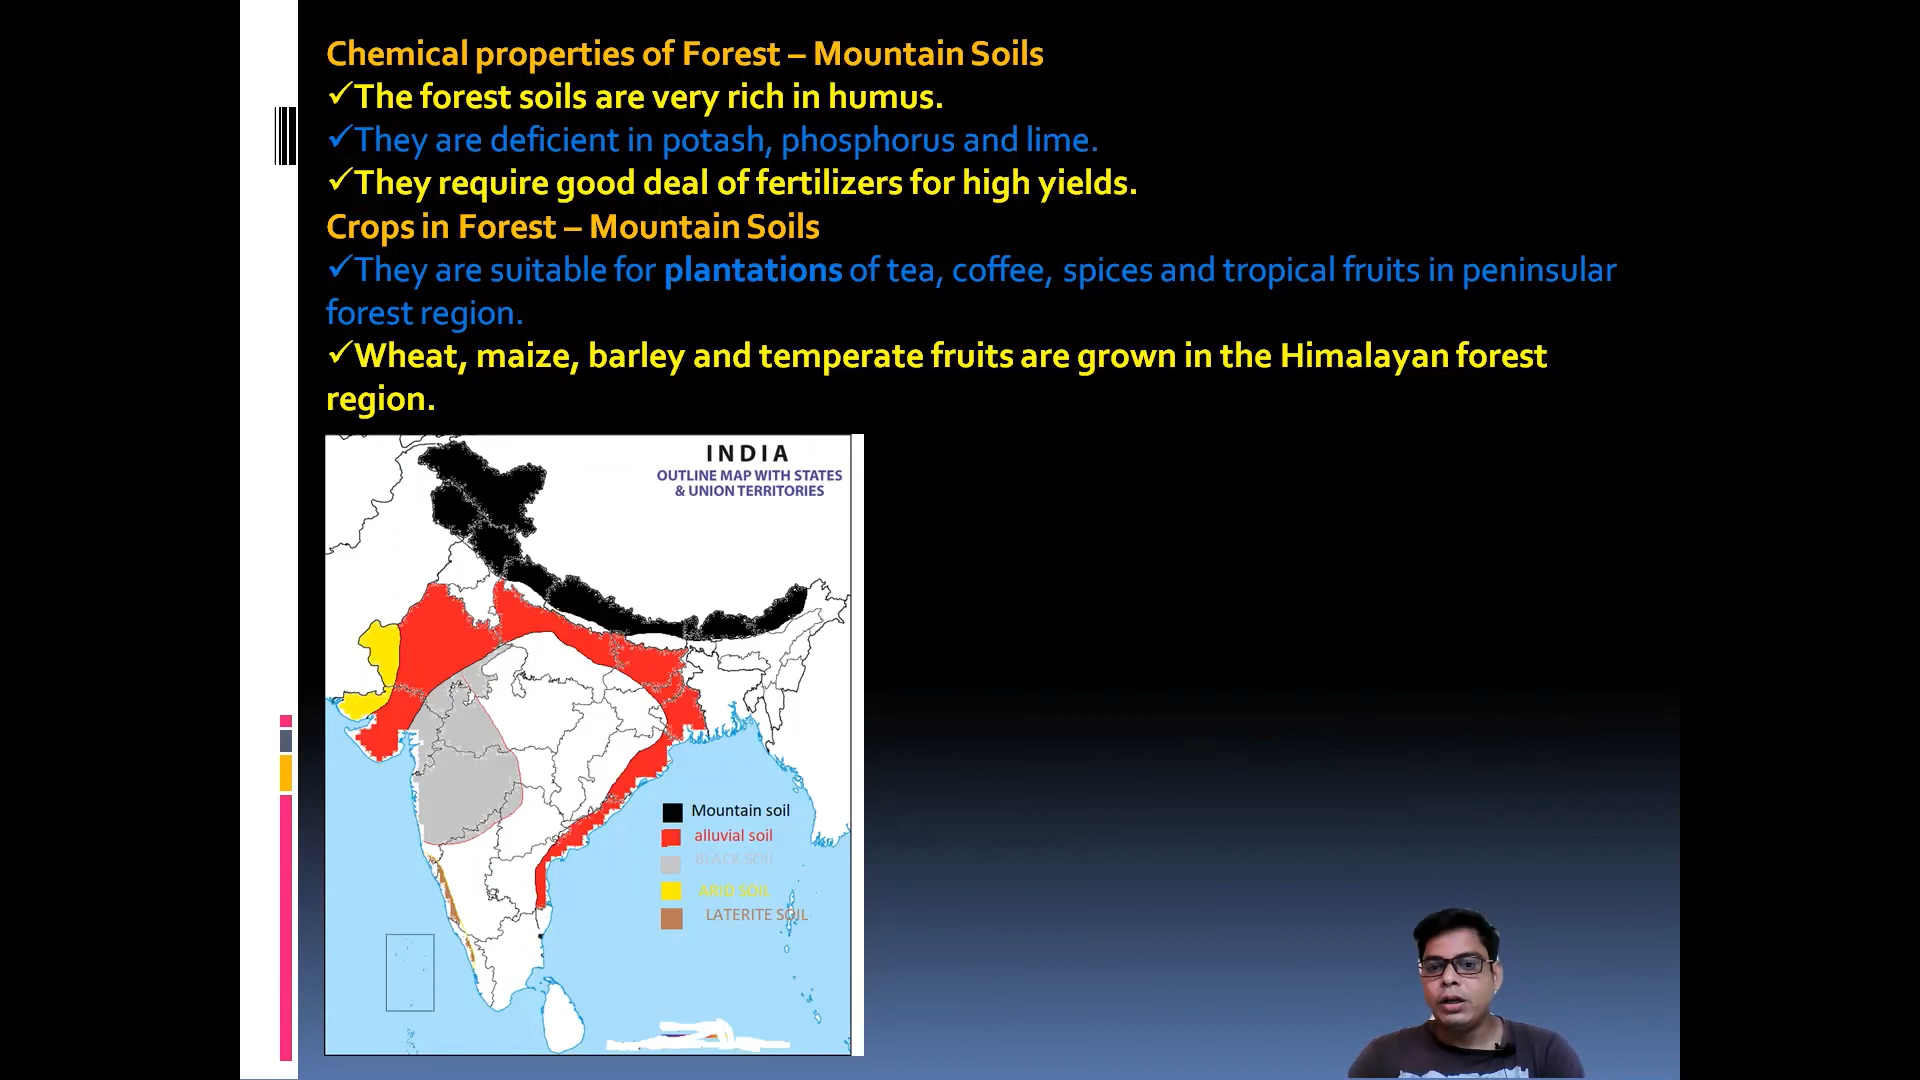 Chemical properties of Forest – Mountain Soils
✓The forest soils are very rich in humus.
✓They are deficient in potash, phosphorus and lime.
✓They require good deal of fertilizers for high yields.
Crops in Forest – Mountain Soils
✓They are suitable for plantations of tea, coffee, spices and tropical fruits in peninsular
forest region.
✓Wheat, maize, barley and temperate fruits are grown in the Himalayan forest
region.
INDIA
OUTLINE MAP WITH STATES
& UNION TERRITORIES
Mountain soil
alluvial soil
BLACK SOIL
ARID SOIL
LATERITE SOIL